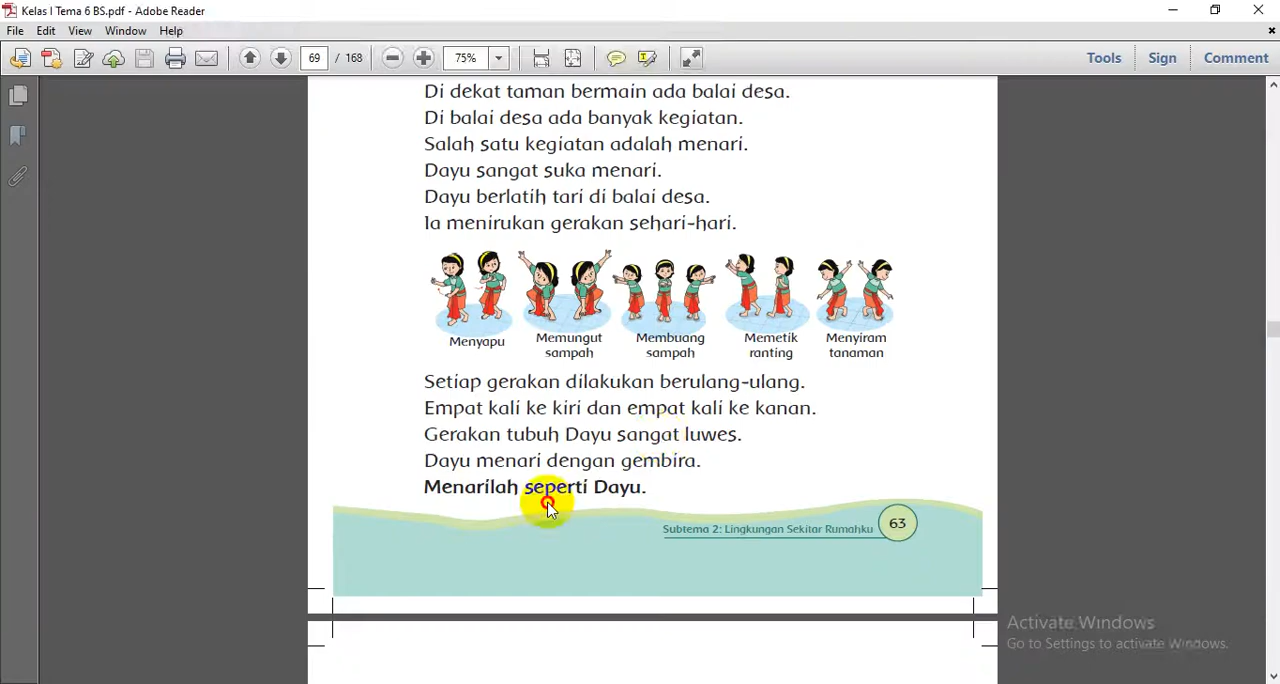 Kelas I Tema 6 BS.pdf - Adobe Reader
File Edit View Window Help
69 / 168 75% Tools Sign Comment
Di dekat taman bermain ada balai desa.
Di balai desa ada banyak kegiatan.
Salah satu kegiatan adalah menari.
Dayu sangat suka menari.
Dayu berlatih tari di balai desa.
Ia menirukan gerakan sehari-hari.
Menyapu
Memungut
sampah
Membuang
sampah
Memetik
ranting
Menyiram
tanaman
Setiap gerakan dilakukan berulang-ulang.
Empat kali ke kiri dan empat kali ke kanan.
Gerakan tubuh Dayu sangat luwes.
Dayu menari dengan gembira.
Menarilah seperti Dayu.
Subtema 2: Lingkungan Sekitar Rumahku 63
Activate Windows
Go to Settings to activate Windows.